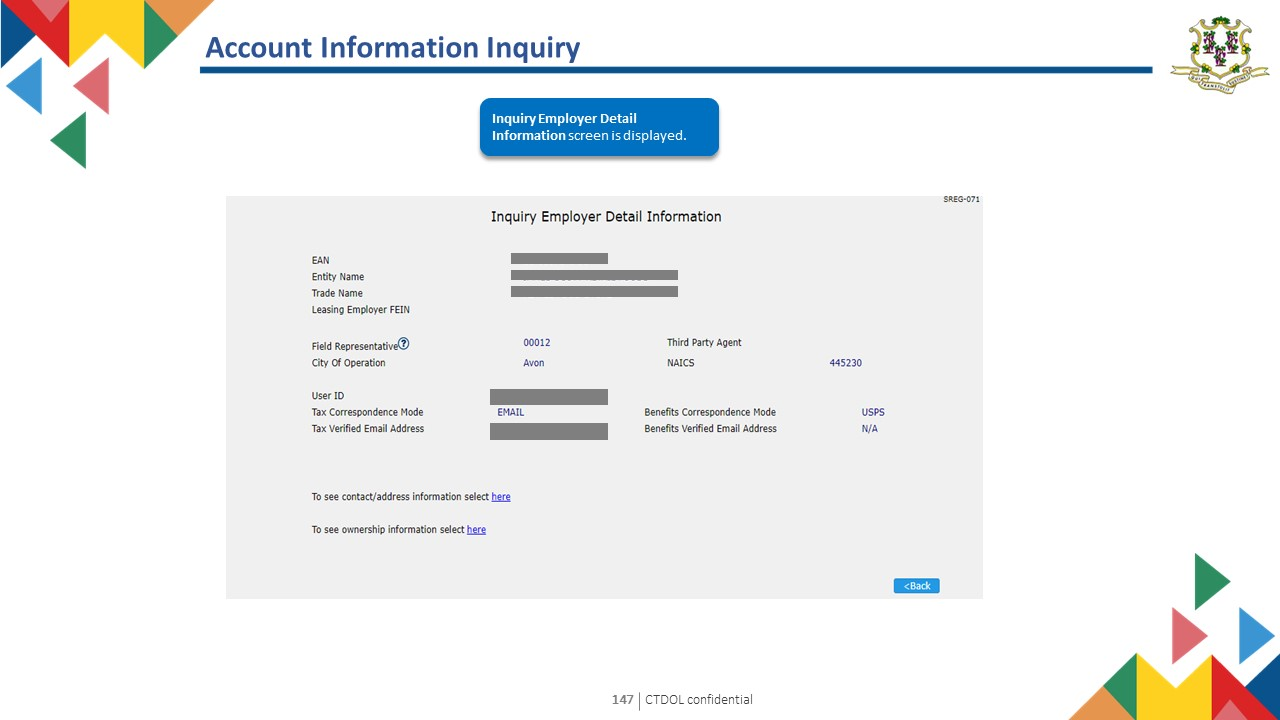 Account Information Inquiry
Inquiry Employer Detail
Information screen is displayed.
SREG-071
Inquiry Employer Detail Information
EAN
Entity Name
Trade Name
Leasing Employer FEIN
Field Representative ? 00012 Third Party Agent
City Of Operation Avon NAICS 445230
User ID
Tax Correspondence Mode EMAIL Benefits Correspondence Mode USPS
Tax Verified Email Address Benefits Verified Email Address N/A
To see contact/address information select here
To see ownership information select here
<Back
147 | CTDOL confidential